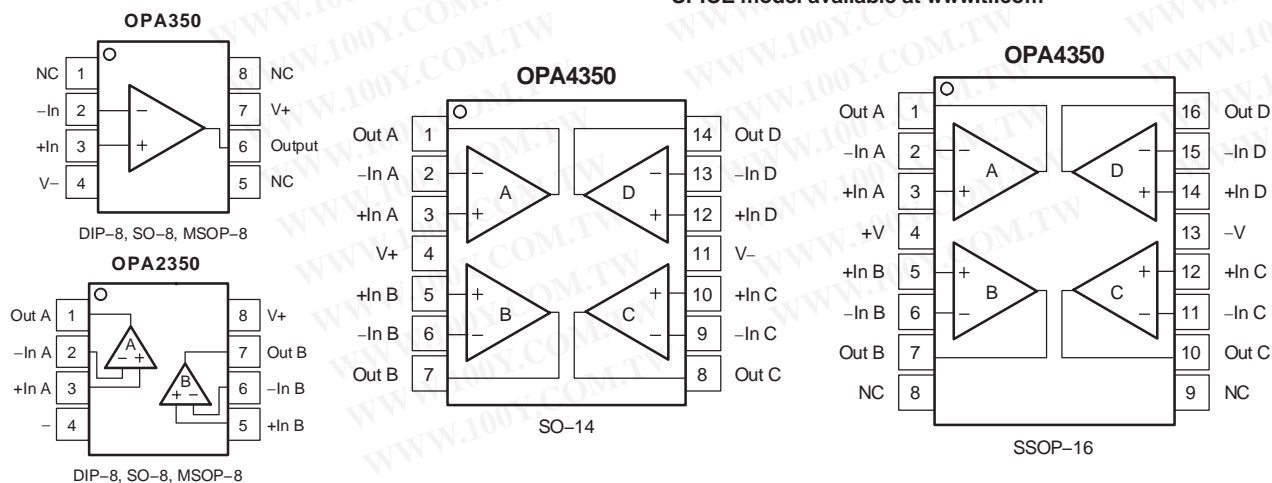 SPICE model available at www.ti.com
OPA350
NC 1
−In 2
+In 3
V− 4
8 NC
7 V+
6 Output
5 NC
−
+
DIP−8, SO−8, MSOP−8
OPA2350
Out A 1
−In A 2
+In A 3
− 4
8 V+
7 Out B
6 −In B
5 +In B
A
− +
B
+ −
DIP−8, SO−8, MSOP−8
OPA4350
Out A 1
−In A 2
+In A 3
V+ 4
+In B 5
−In B 6
Out B 7
14 Out D
13 −In D
12 +In D
11 V−
10 +In C
9 −In C
8 Out C
− −
A D
+ +
+ +
B C
− −
SO−14
OPA4350
Out A 1
−In A 2
+In A 3
+V 4
+In B 5
−In B 6
Out B 7
NC 8
16 Out D
15 −In D
14 +In D
13 −V
12 +In C
11 −In C
10 Out C
9 NC
− −
A D
+ +
+ +
B C
− −
SSOP−16
WWW.100Y.COM.TW